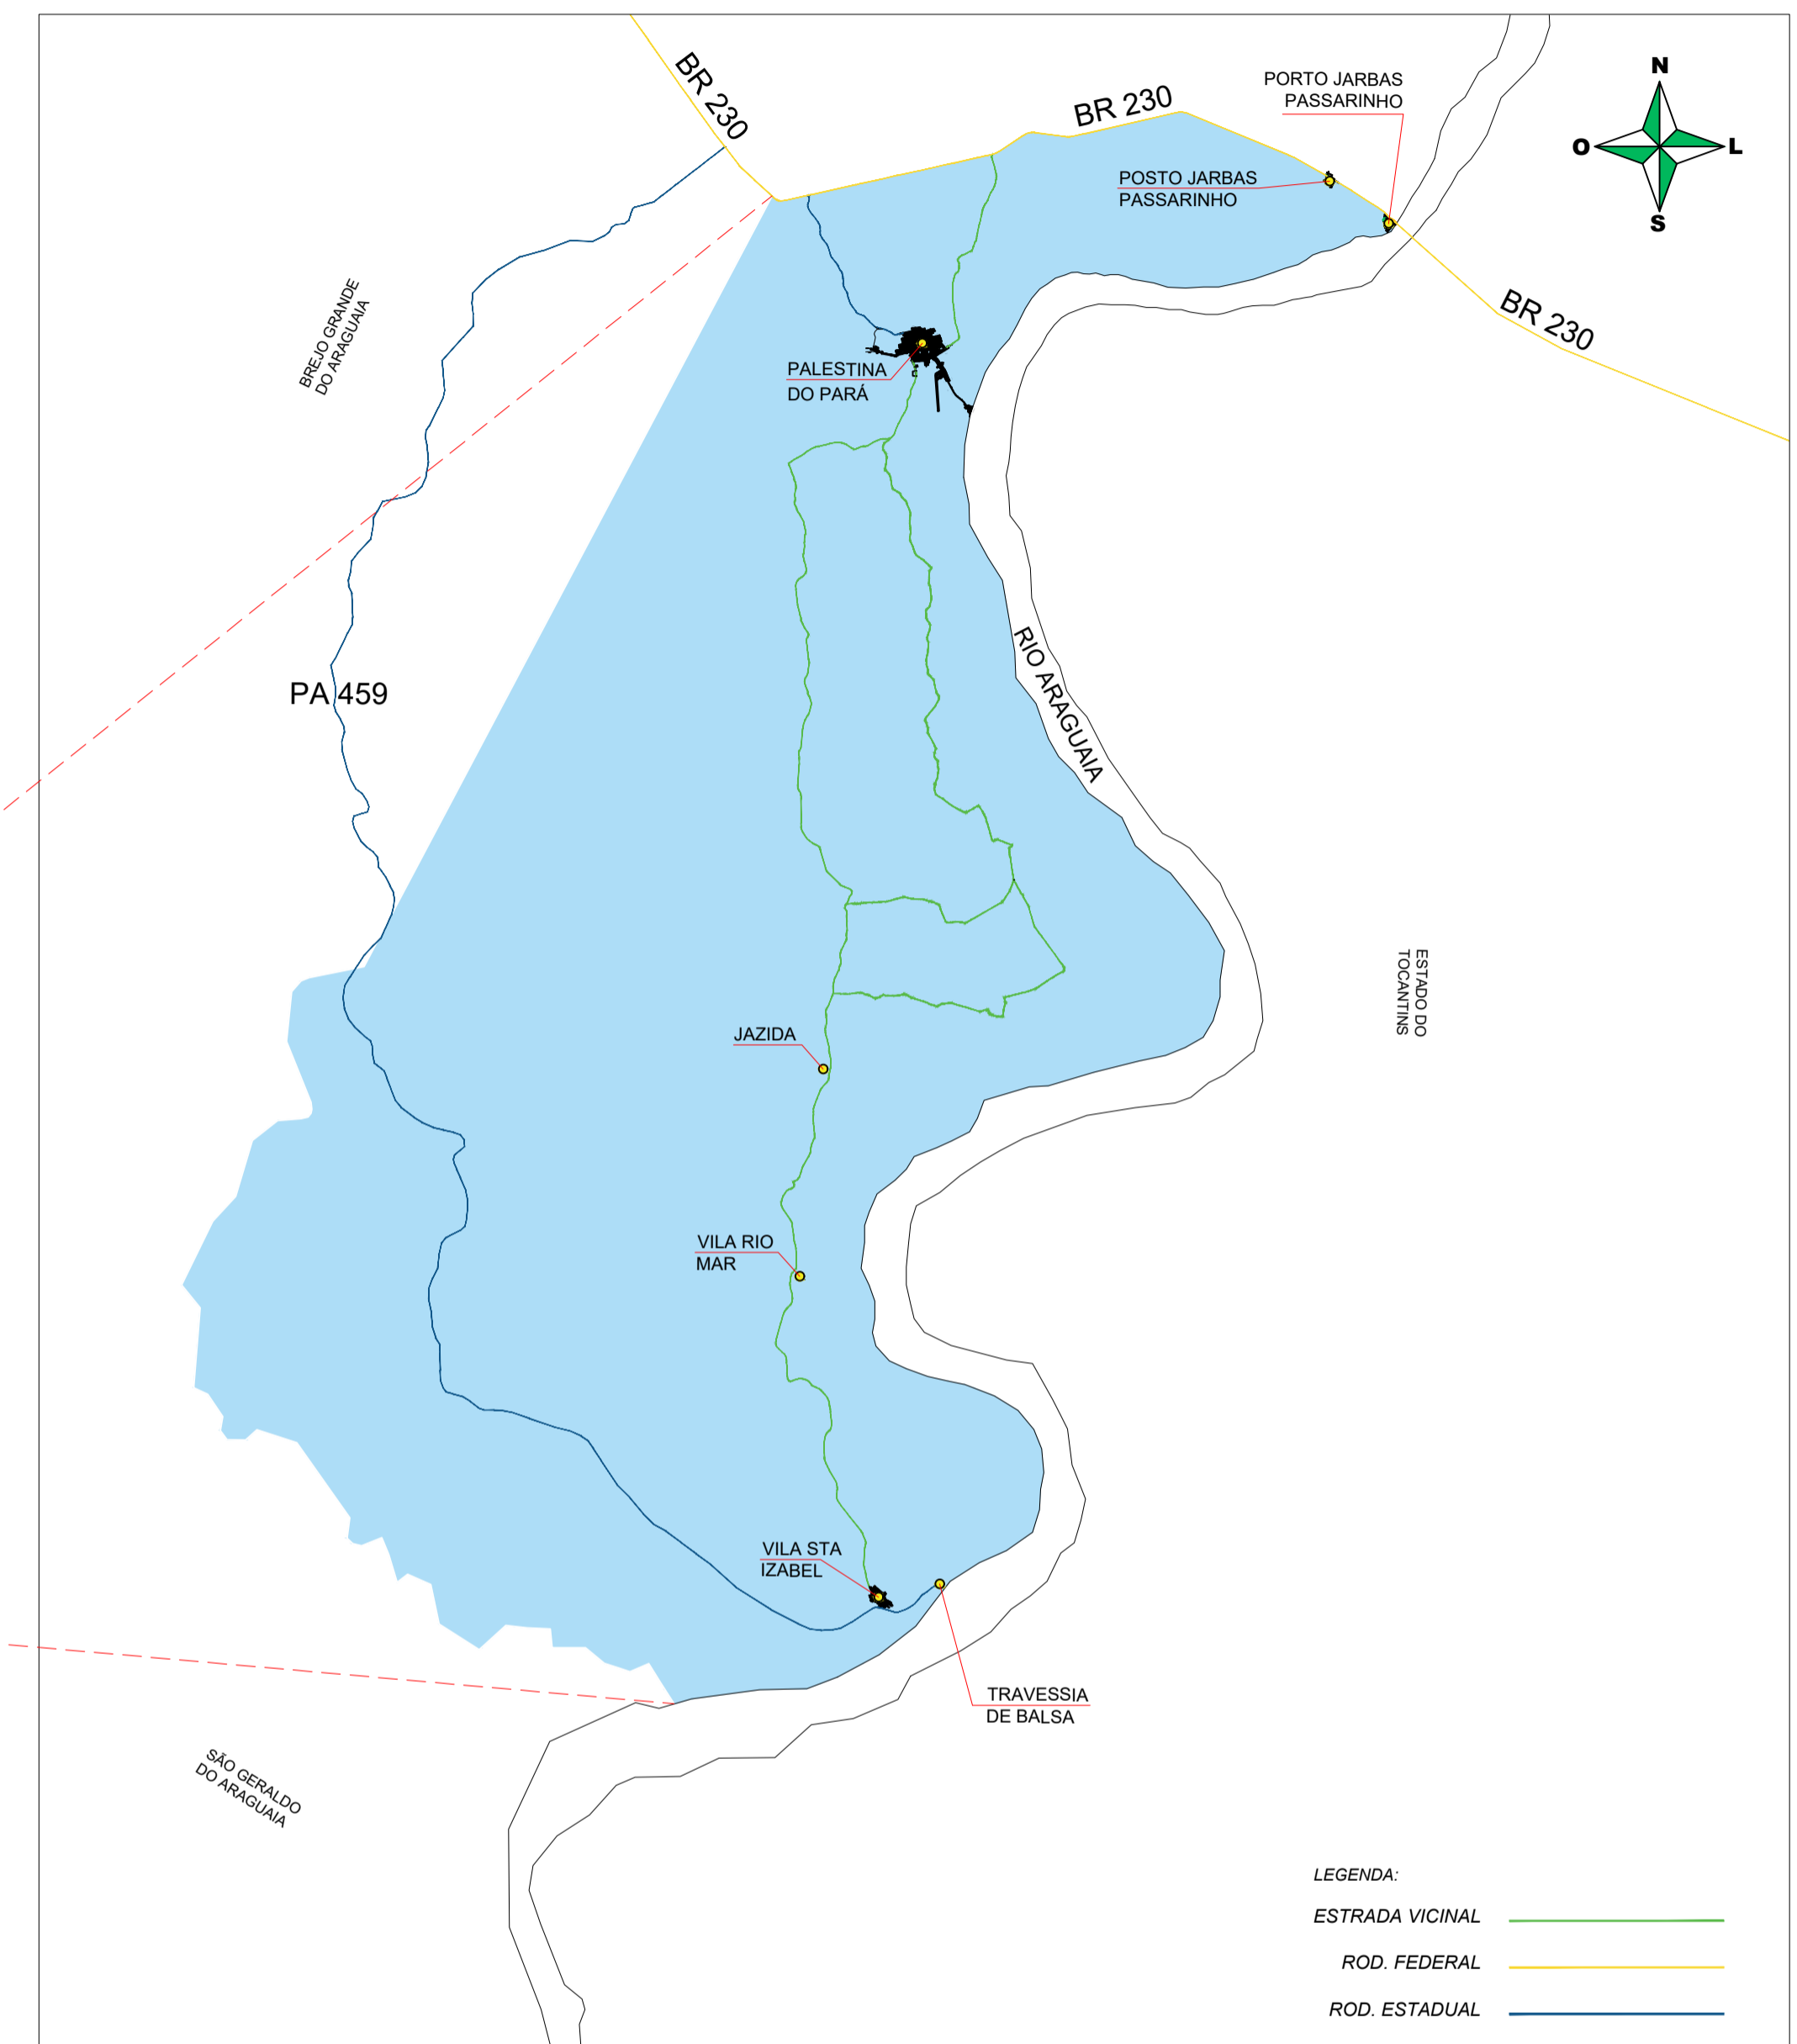 BR 230
BR 230
PORTO JARBAS
PASSARINHO
N
O
L
S
POSTO JARBAS
PASSARINHO
BR 230
BREJO GRANDE
DO ARAGUAIA
PALESTINA
DO PARÁ
RIO ARAGUAIA
PA 459
ESTADO DO
TOCANTINS
JAZIDA
VILA RIO
MAR
VILA STA
IZABEL
TRAVESSIA
DE BALSA
SÃO GERALDO
DO ARAGUAIA
LEGENDA:
ESTRADA VICINAL
ROD. FEDERAL
ROD. ESTADUAL